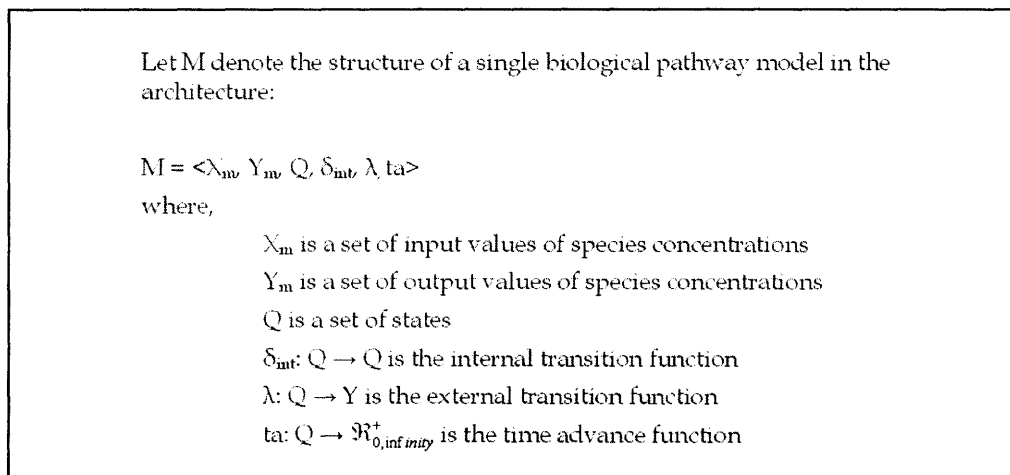 Let M denote the structure of a single biological pathway model in the
architecture:
M = <Xₘ, Yₘ, Q, δᵢₙₜ, λ, ta>
where,
Xₘ is a set of input values of species concentrations
Yₘ is a set of output values of species concentrations
Q is a set of states
δᵢₙₜ: Q → Q is the internal transition function
λ: Q → Y is the external transition function
ta: Q → ℜ⁺₀,infinity is the time advance function